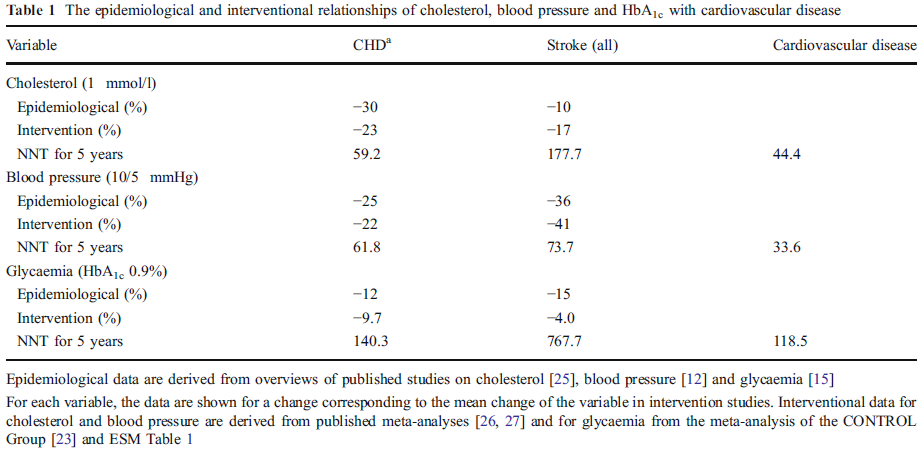 Table 1 The epidemiological and interventional relationships of cholesterol, blood pressure and HbA1c with cardiovascular disease
Variable CHDa Stroke (all) Cardiovascular disease
Cholesterol (1 mmol/l)
Epidemiological (%) −30 −10
Intervention (%) −23 −17
NNT for 5 years 59.2 177.7 44.4
Blood pressure (10/5 mmHg)
Epidemiological (%) −25 −36
Intervention (%) −22 −41
NNT for 5 years 61.8 73.7 33.6
Glycaemia (HbA1c 0.9%)
Epidemiological (%) −12 −15
Intervention (%) −9.7 −4.0
NNT for 5 years 140.3 767.7 118.5
Epidemiological data are derived from overviews of published studies on cholesterol [25], blood pressure [12] and glycaemia [15]
For each variable, the data are shown for a change corresponding to the mean change of the variable in intervention studies. Interventional data for
cholesterol and blood pressure are derived from published meta-analyses [26, 27] and for glycaemia from the meta-analysis of the CONTROL
Group [23] and ESM Table 1